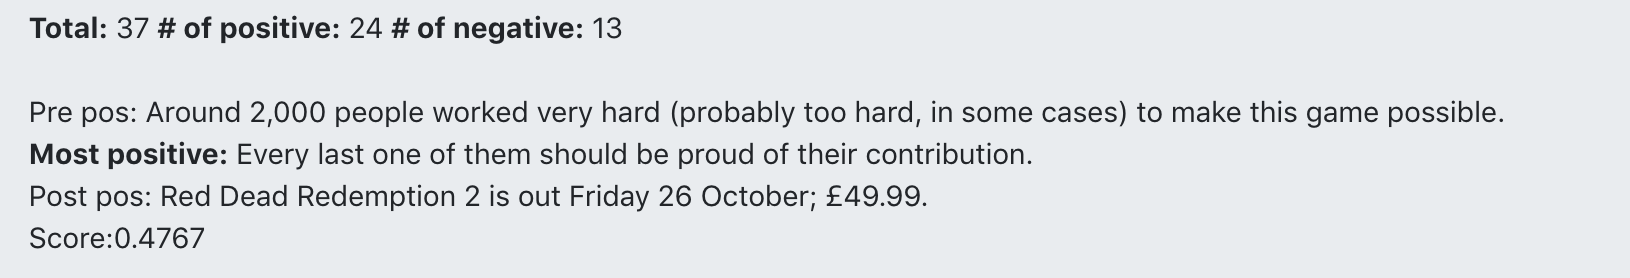 Total: 37 # of positive: 24 # of negative: 13
Pre pos: Around 2,000 people worked very hard (probably too hard, in some cases) to make this game possible.
Most positive: Every last one of them should be proud of their contribution.
Post pos: Red Dead Redemption 2 is out Friday 26 October; £49.99.
Score:0.4767